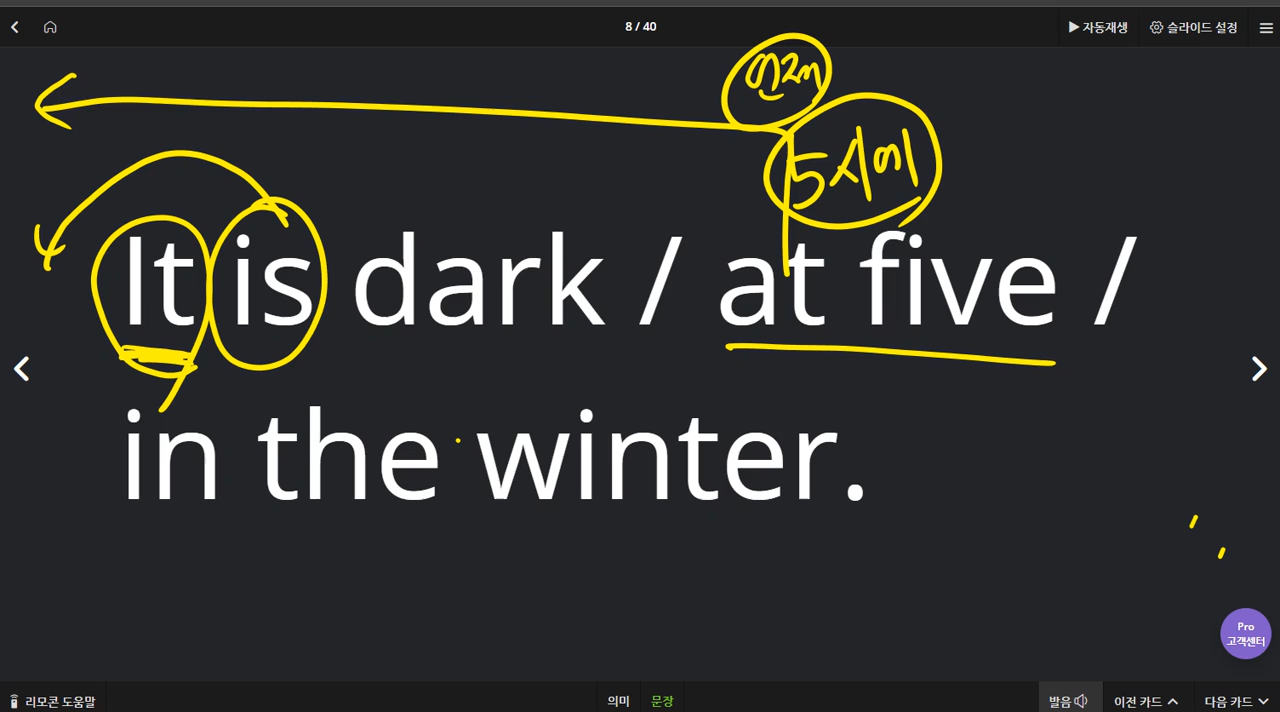 8 / 40
자동재생
슬라이드 설정
5시에
It is dark / at five /
in the winter.
Pro
고객센터
리모콘 도움말
의미
문장
발음
이전 카드
다음 카드